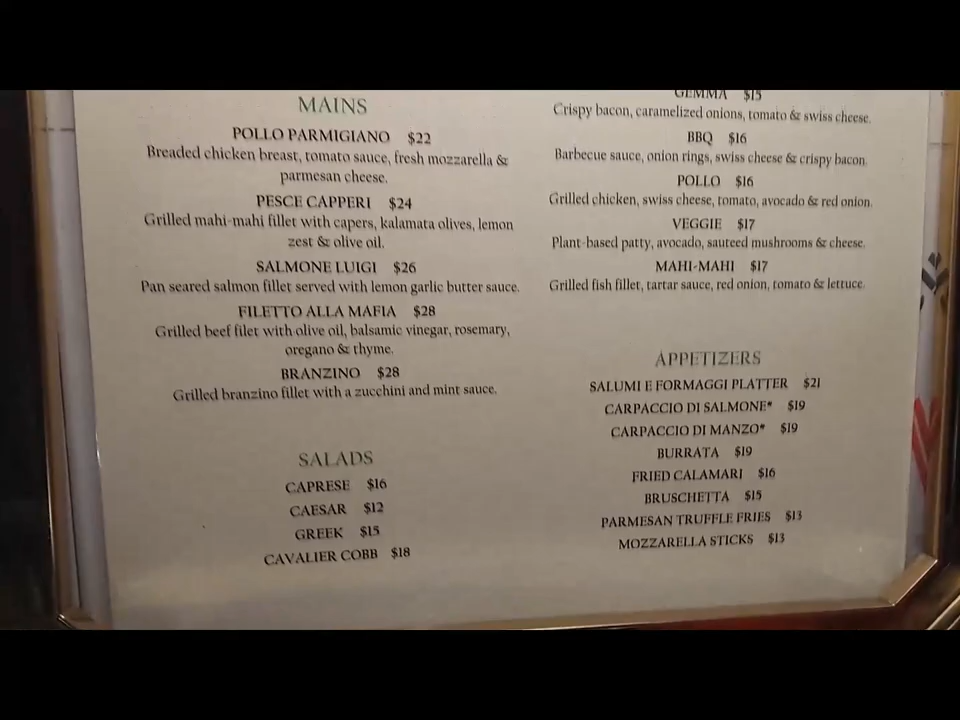 MAINS
POLLO PARMIGIANO $22
Breaded chicken breast, tomato sauce, fresh mozzarella &
parmesan cheese.
PESCE CAPPERI $24
Grilled mahi-mahi fillet with capers, kalamata olives, lemon
zest & olive oil.
SALMONE LUIGI $26
Pan seared salmon fillet served with lemon garlic butter sauce.
FILETTO ALLA MAFIA $28
Grilled beef filet with olive oil, balsamic vinegar, rosemary,
oregano & thyme.
BRANZINO $28
Grilled branzino fillet with a zucchini and mint sauce.
SALADS
CAPRESE $16
CAESAR $12
GREEK $15
CAVALIER COBB $18
GEMMA $15
Crispy bacon, caramelized onions, tomato & swiss cheese.
BBQ $16
Barbecue sauce, onion rings, swiss cheese & crispy bacon.
POLLO $16
Grilled chicken, swiss cheese, tomato, avocado & red onion.
VEGGIE $17
Plant-based patty, avocado, sauteed mushrooms & cheese.
MAHI-MAHI $17
Grilled fish fillet, tartar sauce, red onion, tomato & lettuce.
APPETIZERS
SALUMI E FORMAGGI PLATTER $21
CARPACCIO DI SALMONE* $19
CARPACCIO DI MANZO* $19
BURRATA $19
FRIED CALAMARI $16
BRUSCHETTA $15
PARMESAN TRUFFLE FRIES $13
MOZZARELLA STICKS $13